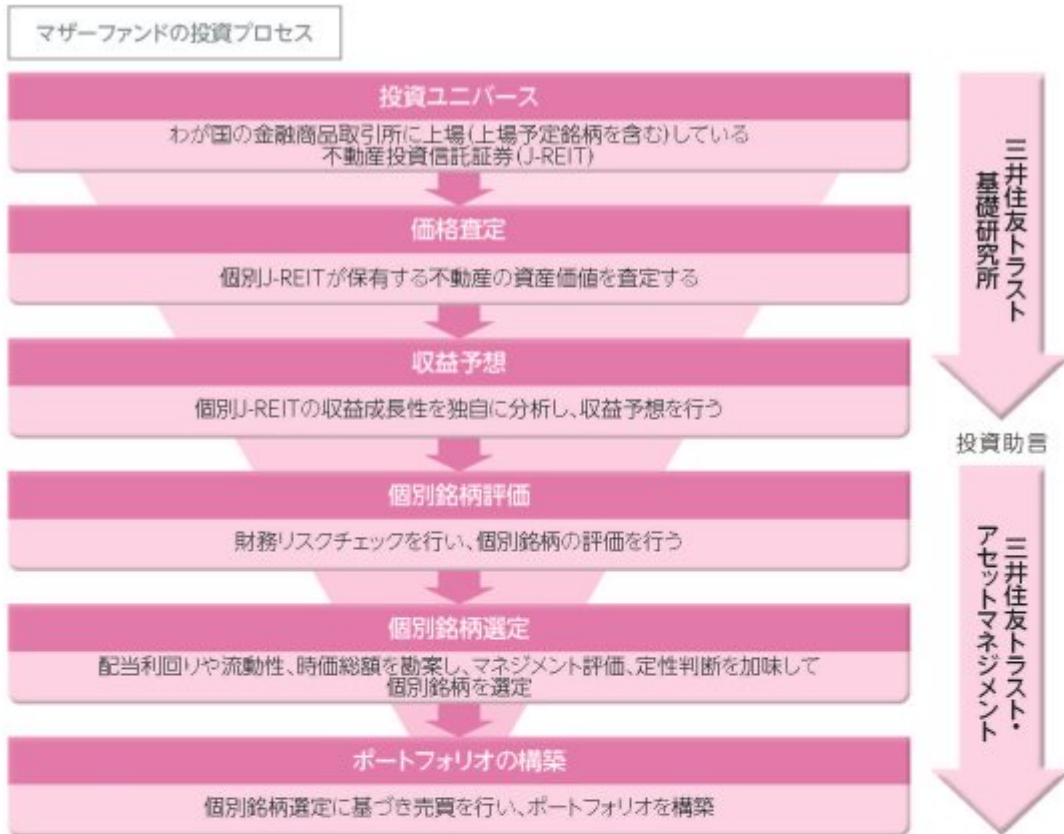 マザーファンドの投資プロセス
投資ユニバース
わが国の金融商品取引所に上場(上場予定銘柄を含む)している
不動産投資信託証券(J-REIT)
価格査定
個別J-REITが保有する不動産の資産価値を査定する
収益予想
個別J-REITの収益成長性を独自に分析し、収益予想を行う
個別銘柄評価
財務リスクチェックを行い、個別銘柄の評価を行う
個別銘柄選定
配当利回りや流動性、時価総額を勘案し、マネジメント評価、定性判断を加味して
個別銘柄を選定
ポートフォリオの構築
個別銘柄選定に基づき売買を行い、ポートフォリオを構築
三井住友トラスト
基礎研究所
投資助言
三井住友トラスト・
アセットマネジメント